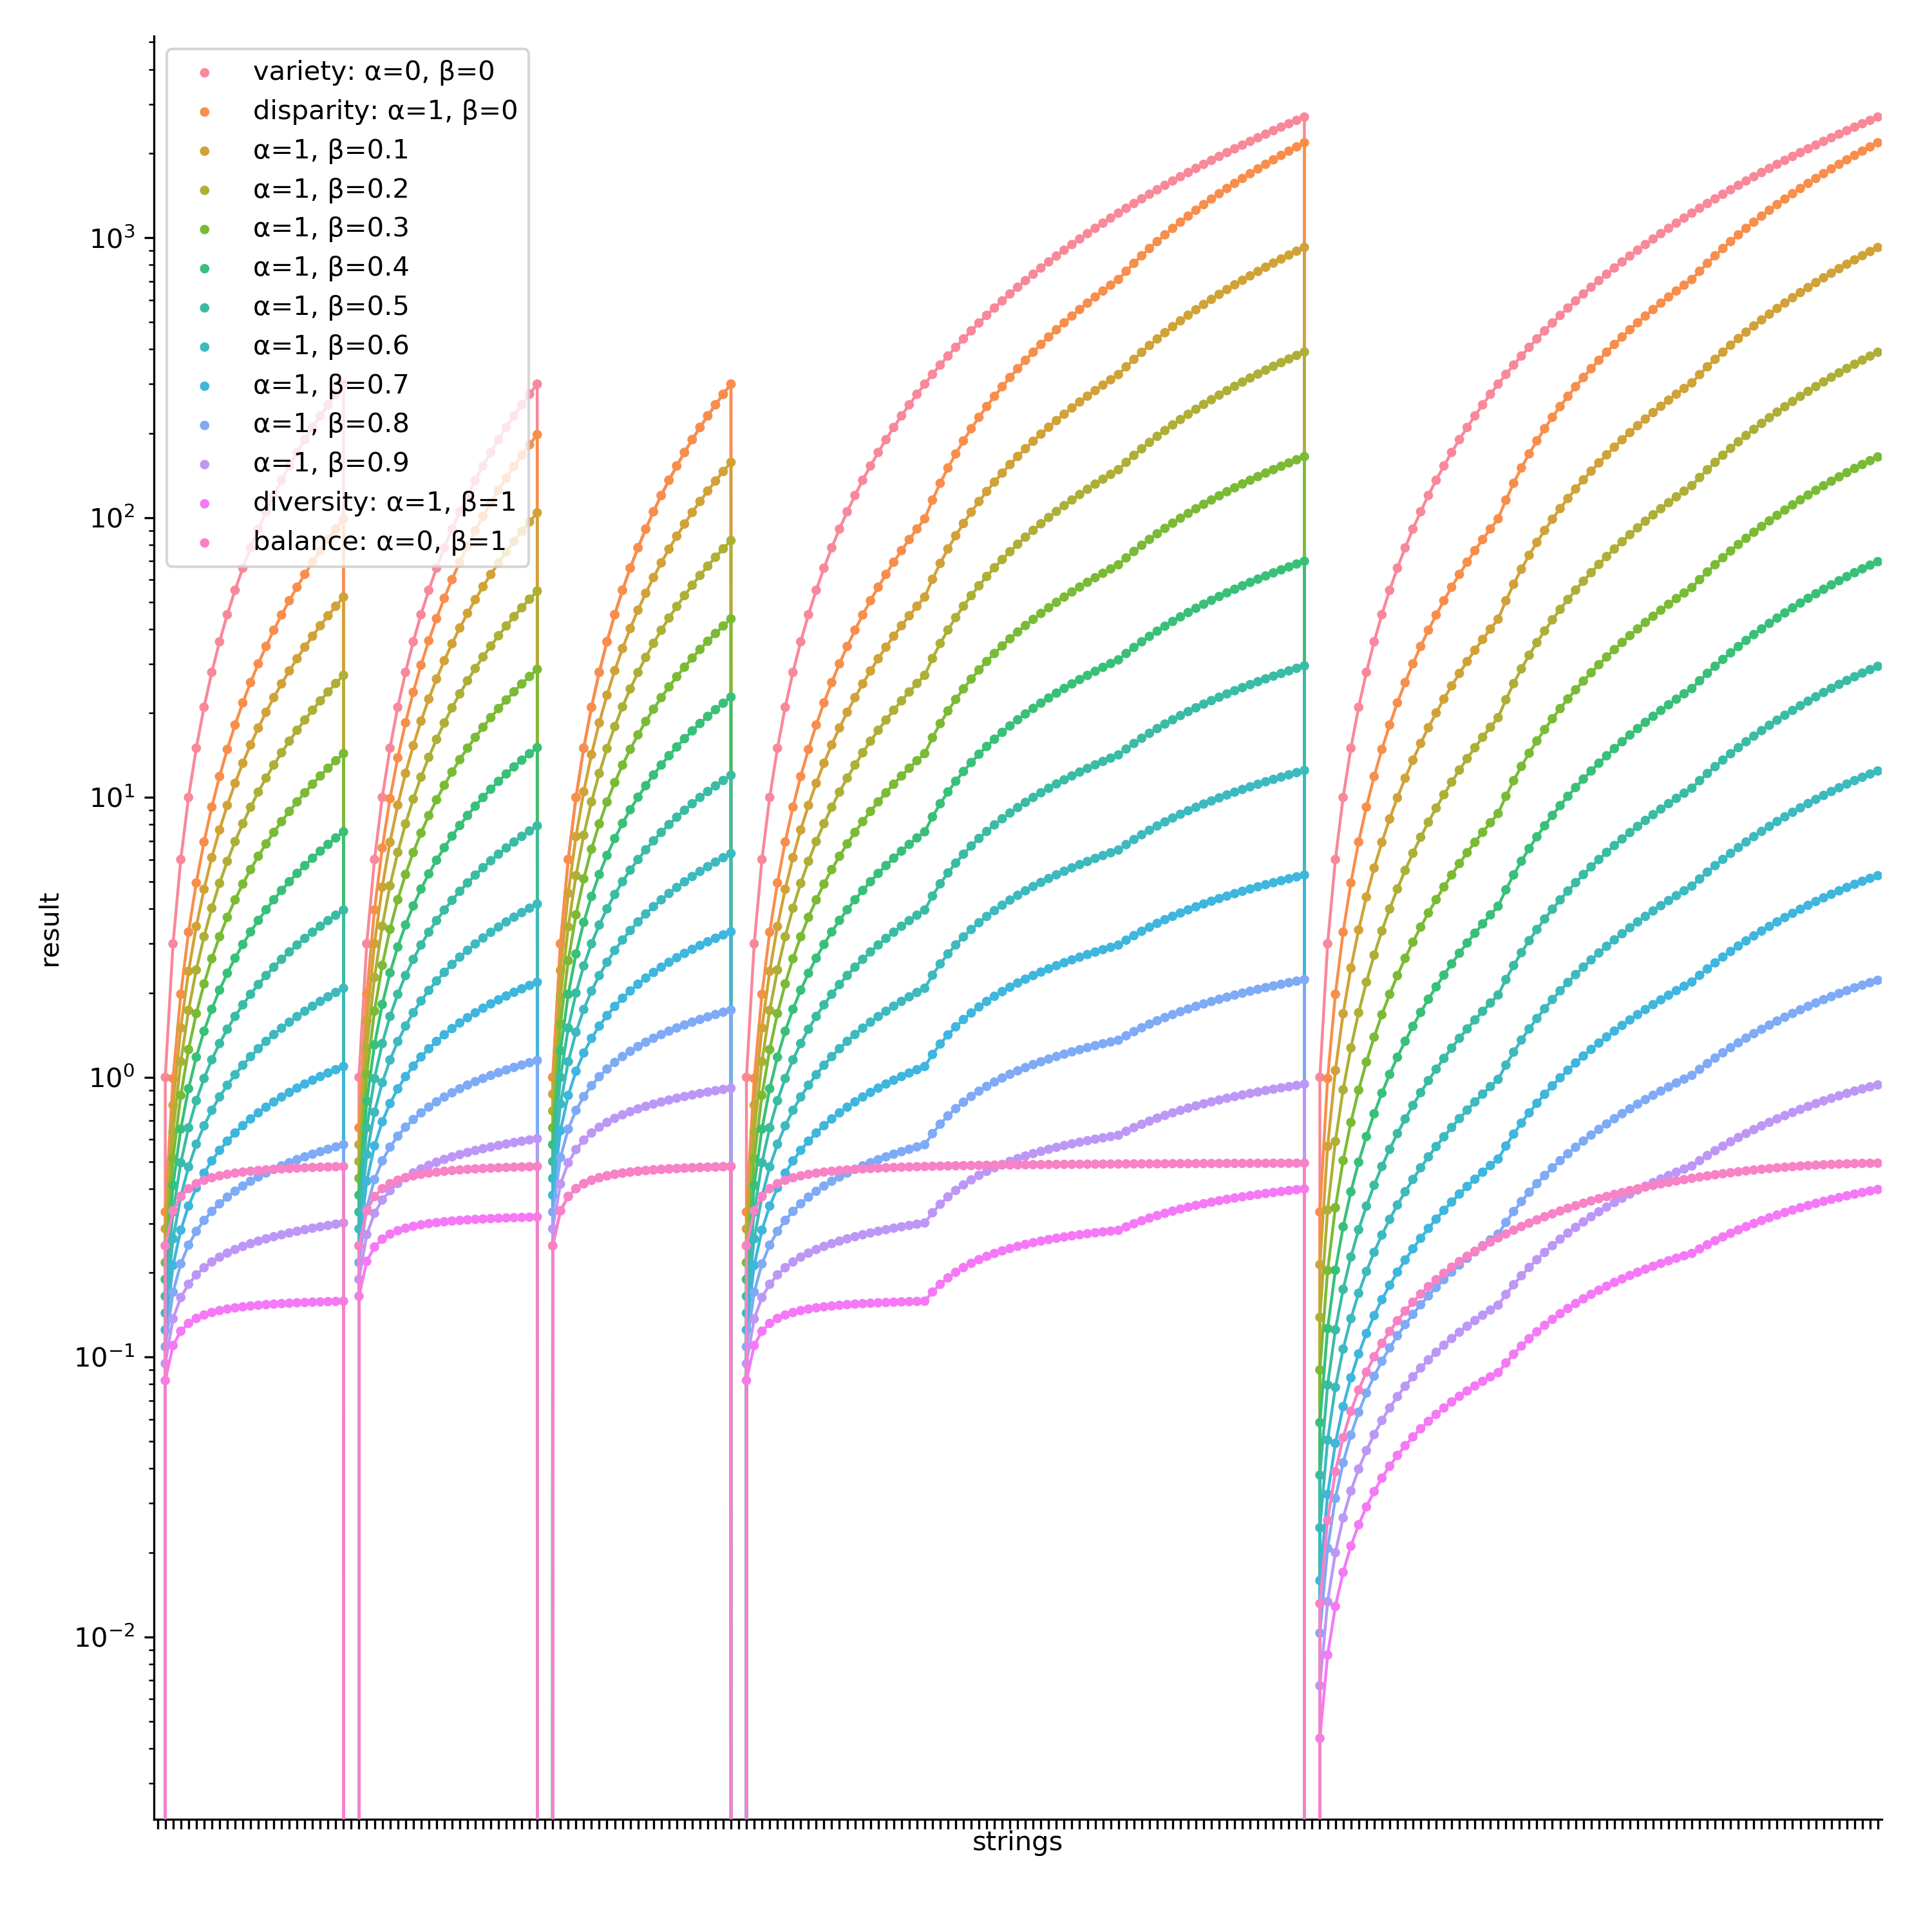 variety: α=0, β=0
disparity: α=1, β=0
α=1, β=0.1
α=1, β=0.2
α=1, β=0.3
α=1, β=0.4
α=1, β=0.5
α=1, β=0.6
α=1, β=0.7
α=1, β=0.8
α=1, β=0.9
diversity: α=1, β=1
balance: α=0, β=1
10³
10²
10¹
10⁰
10⁻¹
10⁻²
result
strings